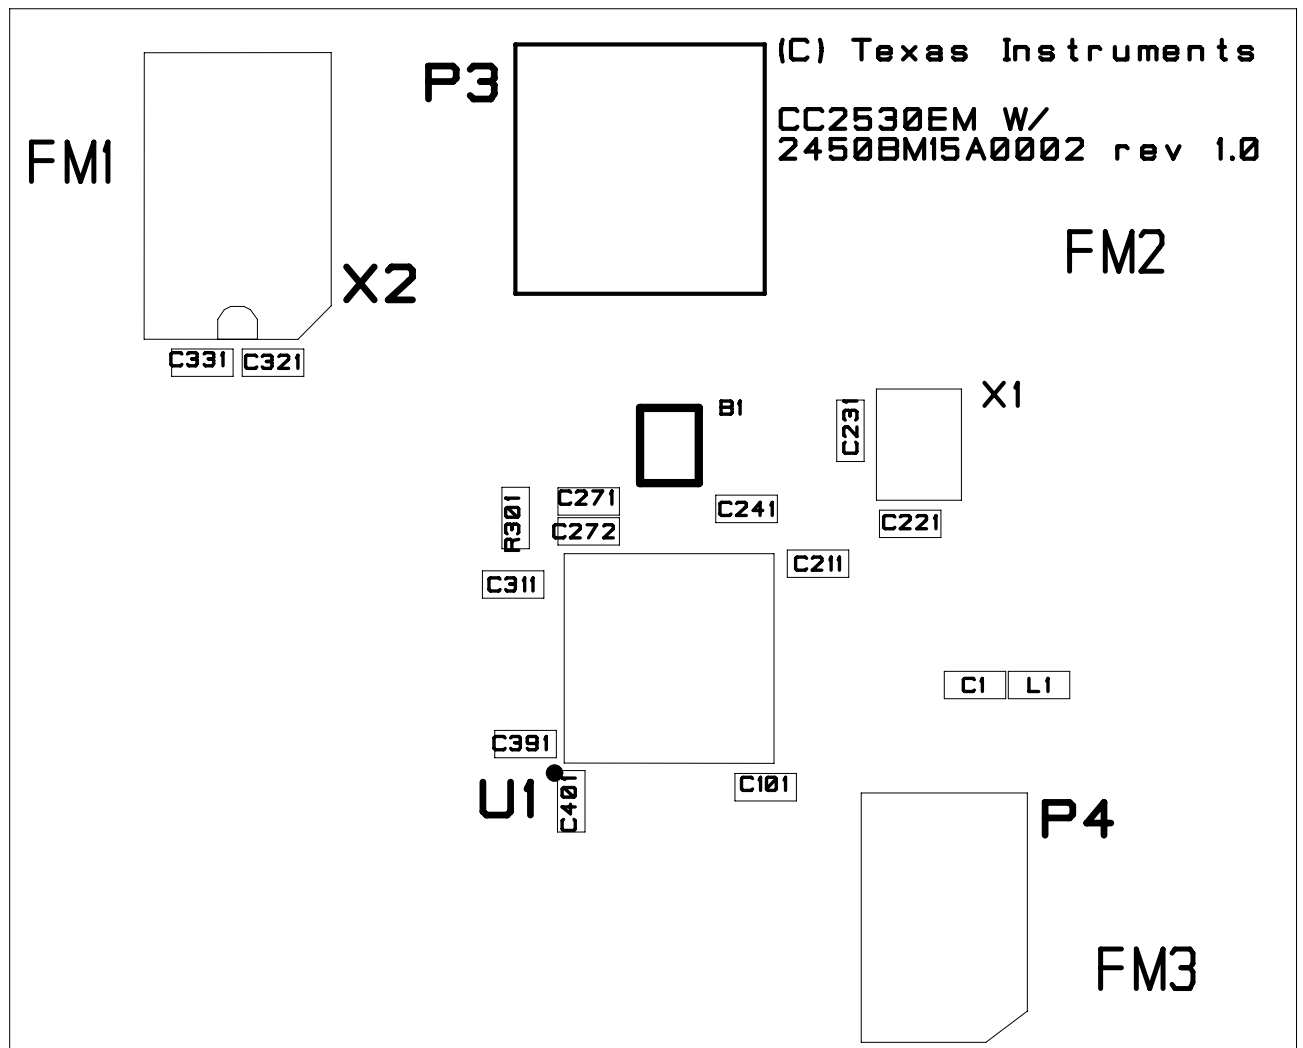 (C) Texas Instruments
P3
CC2530EM W/
2450BM15A0002 rev 1.0
FM1
FM2
X2
C331
C321
X1
B1
C231
C271
C241
R301
C272
C221
C211
C311
C1
L1
C391
C101
U1
C401
P4
FM3